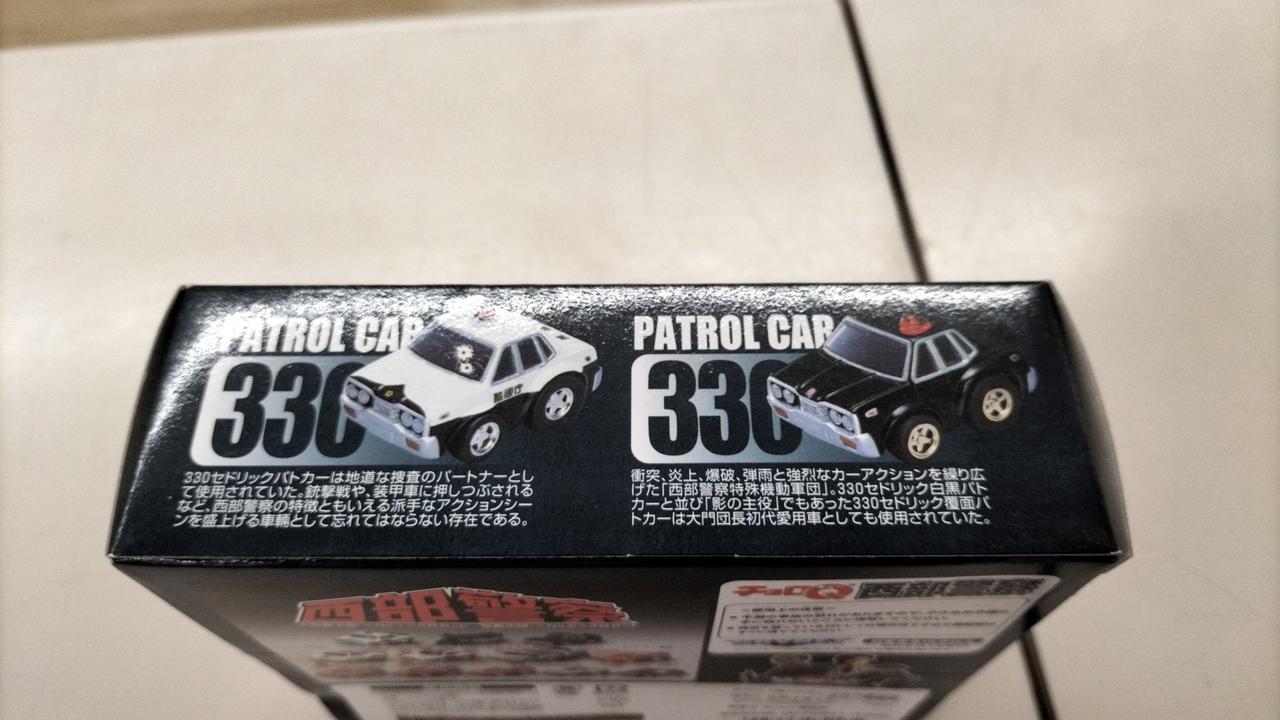 PATROL CAR
330
警視庁
330セドリックパトカーは地道な捜査のパートナーとし
て使用されていた。銃撃戦や、装甲車に押しつぶされる
など、西部警察の特徴ともいえる派手なアクションシー
ンを盛上げる車輌として忘れてはならない存在である。
PATROL CAR
330
衝突、炎上、爆破、弾雨と強烈なカーアクションを繰り広
げた「西部警察特殊機動軍団」。330セドリック白黒パト
カーと並び「影の主役」でもあった330セドリック覆面パ
トカーは大門団長初代愛用車としても使用されていた。
西部警察
チョロQ 西部警察